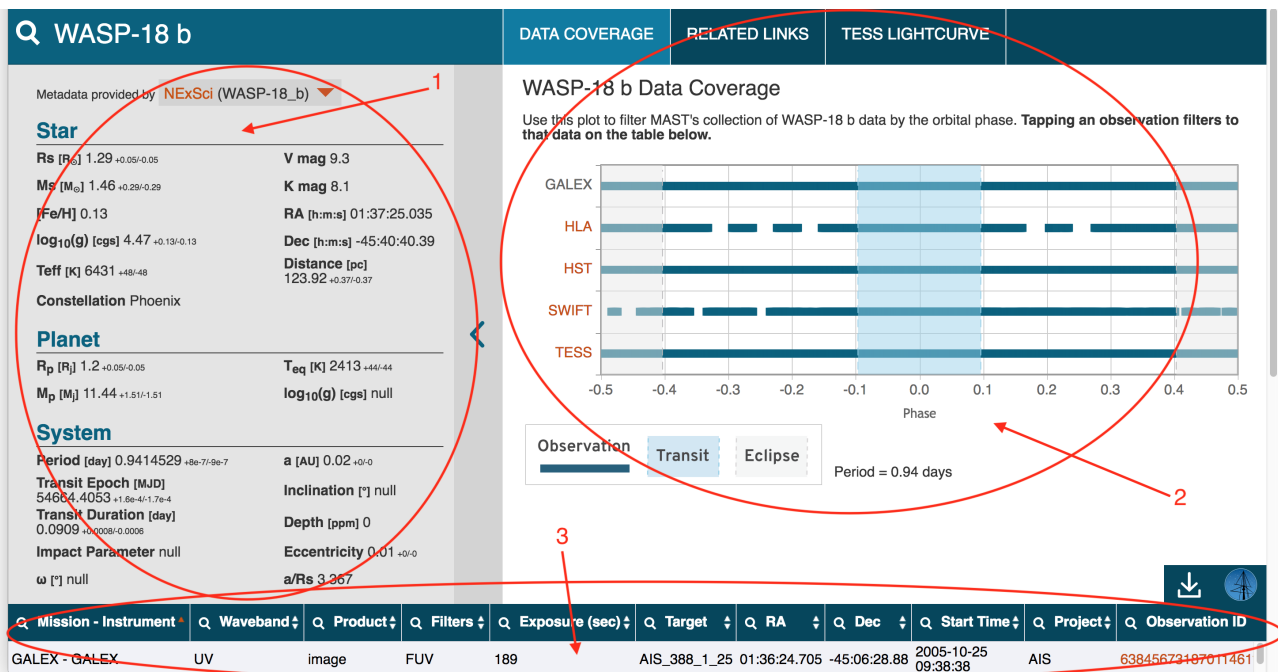 WASP-18 b
DATA COVERAGE
RELATED LINKS
TESS LIGHTCURVE
Metadata provided by NExSci (WASP-18_b)
1
Star
Rs [R☉] 1.29 +0.05/-0.05
V mag 9.3
Ms [M☉] 1.46 +0.29/-0.29
K mag 8.1
[Fe/H] 0.13
RA [h:m:s] 01:37:25.035
log10(g) [cgs] 4.47 +0.13/-0.13
Dec [h:m:s] -45:40:40.39
Teff [K] 6431 +48/-48
Distance [pc]
123.92 +0.37/-0.37
Constellation Phoenix
Planet
Rp [Rj] 1.2 +0.05/-0.05
Teq [K] 2413 +44/-44
Mp [Mj] 11.44 +1.51/-1.51
log10(g) [cgs] null
System
Period [day] 0.9414529 +8e-7/-9e-7
a [AU] 0.02 +0/-0
Transit Epoch [MJD]
54664.4053 +1.6e-4/-1.7e-4
Inclination [°] null
Transit Duration [day]
0.0909 +0.0008/-0.0006
Depth [ppm] 0
Impact Parameter null
Eccentricity 0.01 +0/-0
ω [°] null
a/Rs 3.367
WASP-18 b Data Coverage
Use this plot to filter MAST's collection of WASP-18 b data by the orbital phase. Tapping an observation filters to
that data on the table below.
GALEX
HLA
HST
SWIFT
TESS
-0.5 -0.4 -0.3 -0.2 -0.1 0.0 0.1 0.2 0.3 0.4 0.5
Phase
Observation
Transit
Eclipse
Period = 0.94 days
2
3
Mission - Instrument Waveband Product Filters Exposure (sec) Target RA Dec Start Time Project Observation ID
GALEX - GALEX UV image FUV 189 AIS_388_1_25 01:36:24.705 -45:06:28.88 2005-10-25 09:38:38 AIS 63845673187011461